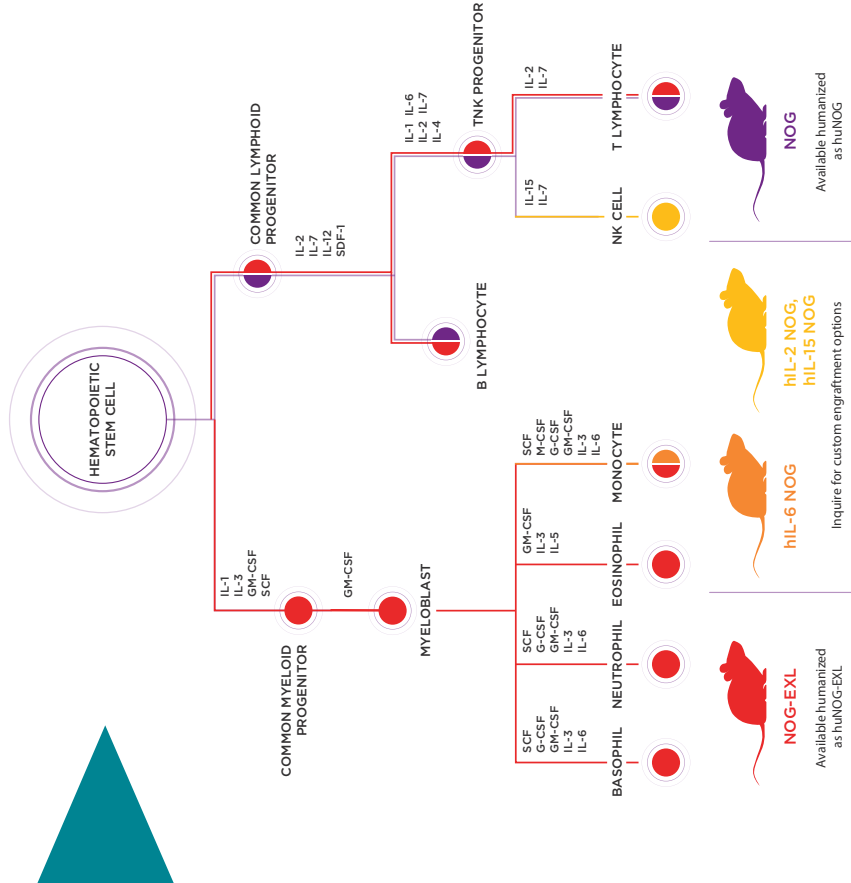 HEMATOPOIETIC
STEM CELL
COMMON MYELOID
PROGENITOR
IL-1
IL-3
GM-CSF
SCF
GM-CSF
MYELOBLAST
COMMON LYMPHOID
PROGENITOR
IL-2
IL-7
IL-12
SDF-1
B LYMPHOCYTE
IL-1 IL-6
IL-2 IL-7
IL-4
TNK PROGENITOR
SCF
G-CSF
GM-CSF
IL-3
IL-6
BASOPHIL
SCF
G-CSF
GM-CSF
IL-3
IL-6
NEUTROPHIL
GM-CSF
IL-3
IL-5
EOSINOPHIL
SCF
M-CSF
G-CSF
GM-CSF
IL-3
IL-6
MONOCYTE
IL-15
IL-7
NK CELL
IL-2
IL-7
T LYMPHOCYTE
NOG-EXL
Available humanized
as huNOG-EXL
hIL-6 NOG
hIL-2 NOG,
hIL-15 NOG
Inquire for custom engraftment options
NOG
Available humanized
as huNOG